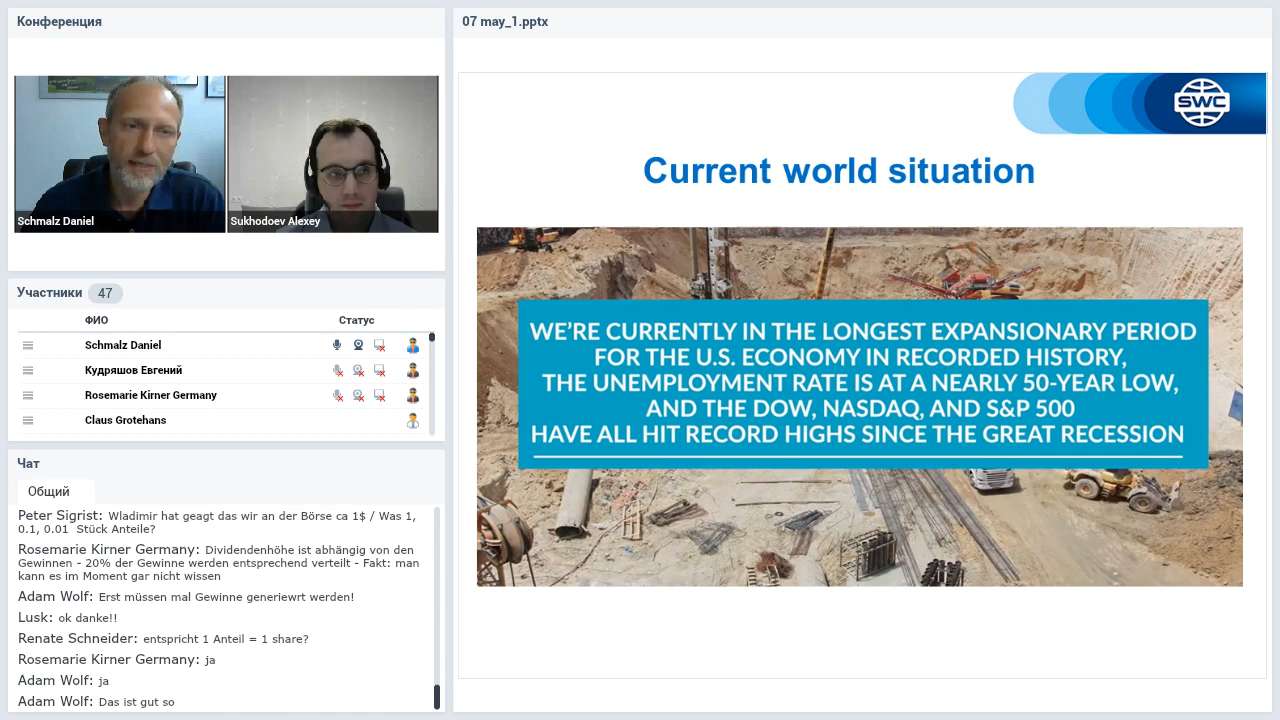 Конференция
Schmalz Daniel
Sukhodoev Alexey
Участники 47
ФИО Статус
Schmalz Daniel
Кудряшов Евгений
Rosemarie Kirner Germany
Claus Grotehans
Чат
Общий
Peter Sigrist: Wladimir hat geagt das wir an der Börse ca 1$ / Was 1,
0.1, 0.01 Stück Anteile?
Rosemarie Kirner Germany: Dividendenhöhe ist abhängig von den
Gewinnen - 20% der Gewinne werden entsprechend verteilt - Fakt: man
kann es im Moment gar nicht wissen
Adam Wolf: Erst müssen mal Gewinne generiewrt werden!
Lusk: ok danke!!
Renate Schneider: entspricht 1 Anteil = 1 share?
Rosemarie Kirner Germany: ja
Adam Wolf: ja
Adam Wolf: Das ist gut so
07 may_1.pptx
SWC
Current world situation
WE'RE CURRENTLY IN THE LONGEST EXPANSIONARY PERIOD
FOR THE U.S. ECONOMY IN RECORDED HISTORY,
THE UNEMPLOYMENT RATE IS AT A NEARLY 50-YEAR LOW,
AND THE DOW, NASDAQ, AND S&P 500
HAVE ALL HIT RECORD HIGHS SINCE THE GREAT RECESSION